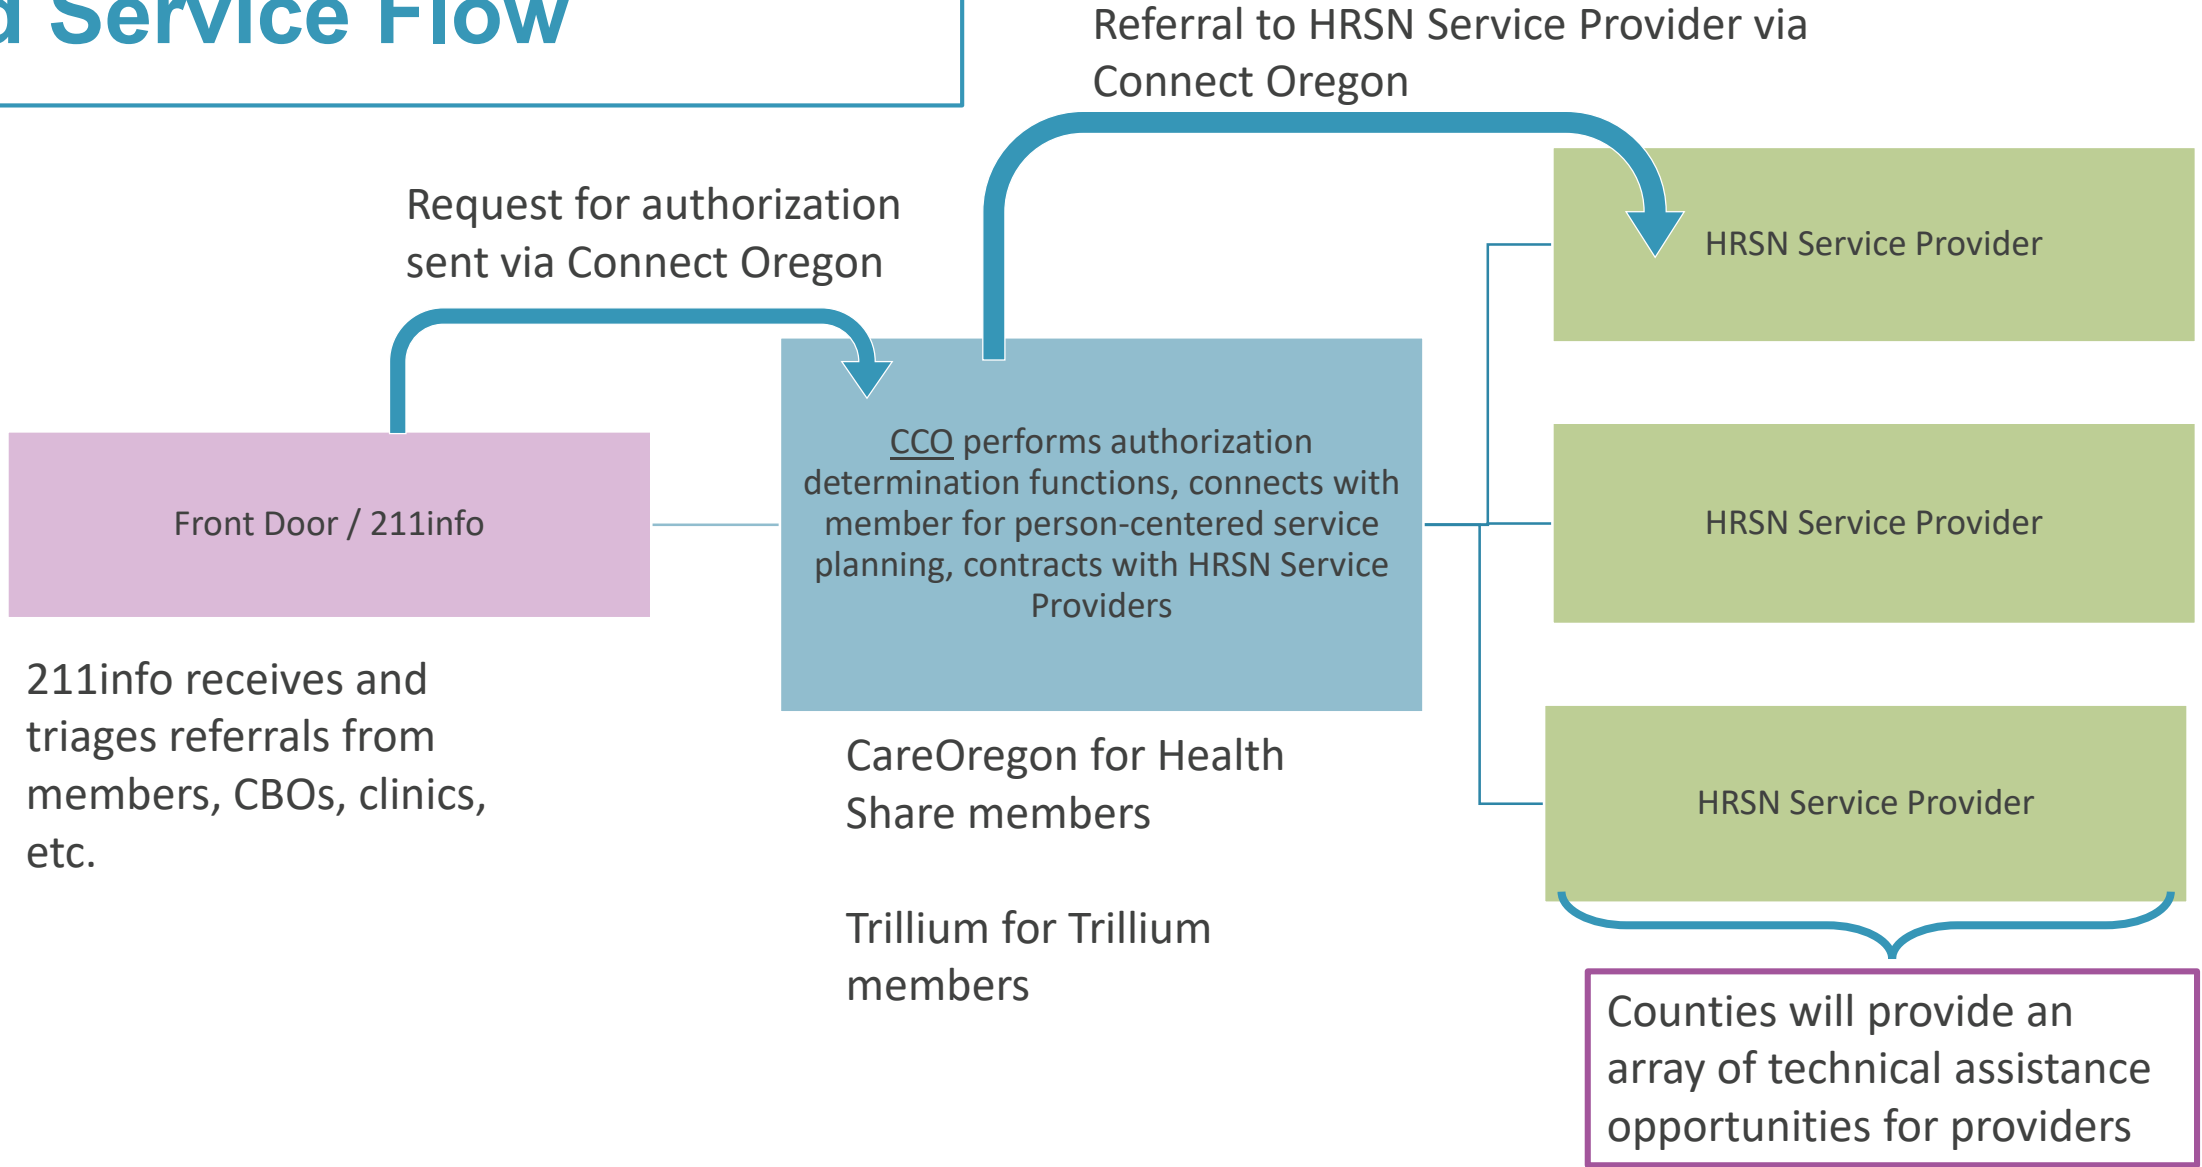 Service Flow
Referral to HRSN Service Provider via
Connect Oregon
Request for authorization
sent via Connect Oregon
Front Door / 211info
211info receives and
triages referrals from
members, CBOs, clinics,
etc.
CCO performs authorization
determination functions, connects with
member for person-centered service
planning, contracts with HRSN Service
Providers
CareOregon for Health
Share members
Trillium for Trillium
members
HRSN Service Provider
HRSN Service Provider
HRSN Service Provider
Counties will provide an
array of technical assistance
opportunities for providers